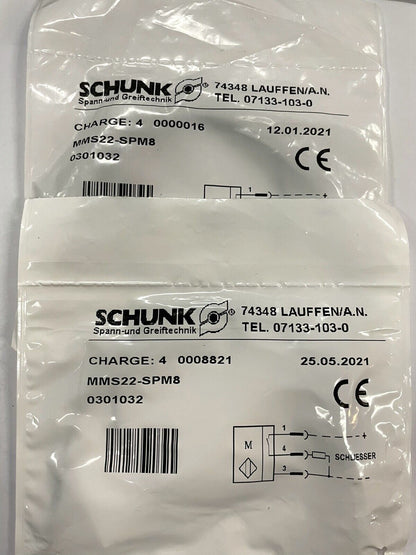 SCHUNK ® 74348 LAUFFEN/A.N.
Spann-und Greiftechnik TEL. 07133-103-0
CHARGE: 4 0000016 12.01.2021
MMS22-SPM8 CE
0301032
1 +
SCHUNK ® 74348 LAUFFEN/A.N.
Spann-und Greiftechnik TEL. 07133-103-0
CHARGE: 4 0008821 25.05.2021
MMS22-SPM8 CE
0301032
1 +
M 4 SCHLIESSER
3 -